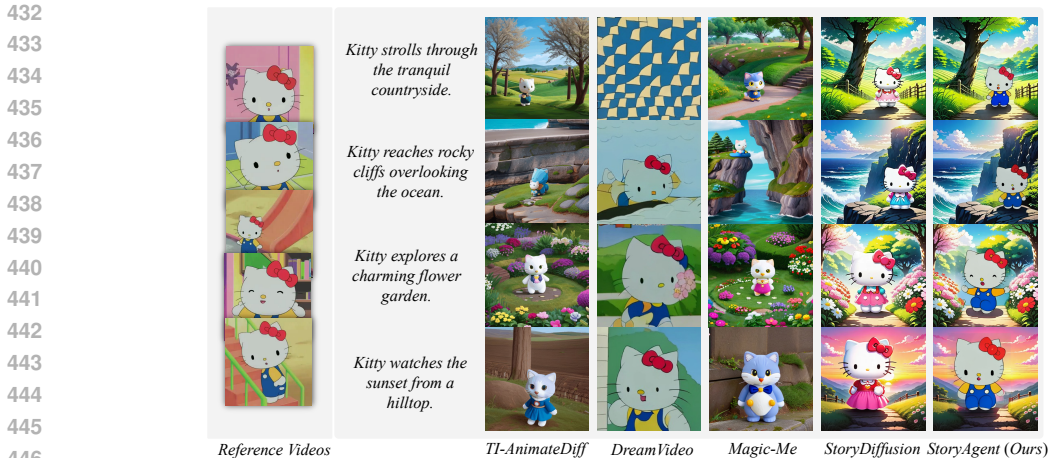 432
433
434
435
436
437
438
439
440
441
442
443
444
445
446
Kitty strolls through
the tranquil
countryside.
Kitty reaches rocky
cliffs overlooking
the ocean.
Kitty explores a
charming flower
garden.
Kitty watches the
sunset from a
hilltop.
Reference Videos
TI-AnimateDiff
DreamVideo
Magic-Me
StoryDiffusion
StoryAgent (Ours)